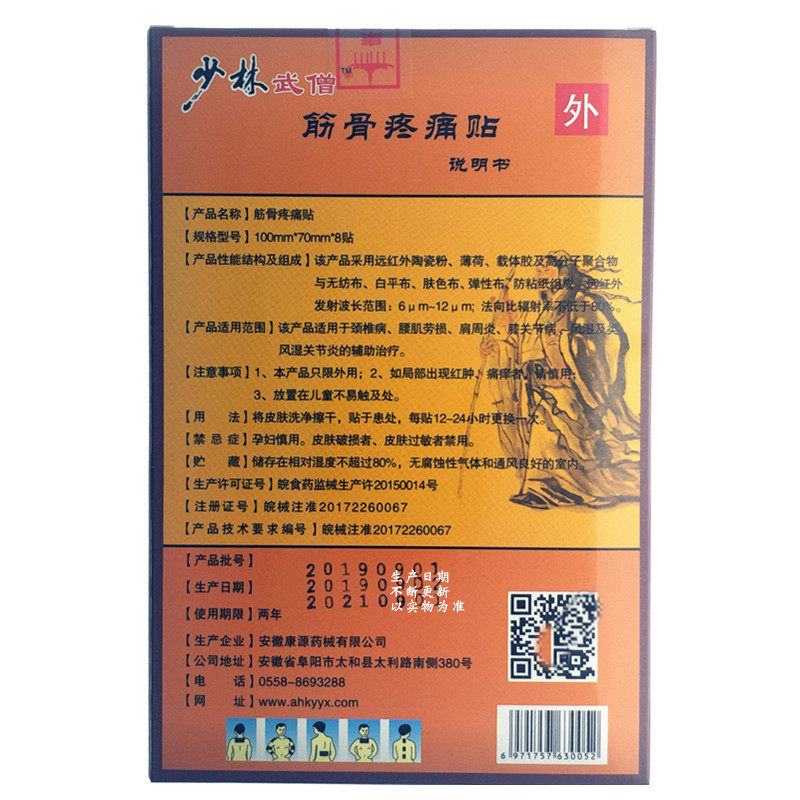 少林武僧™
筋骨疼痛贴
外
说明书
【产品名称】筋骨疼痛贴
【规格型号】100mm*70mm*8贴
【产品性能结构及组成】该产品采用远红外陶瓷粉、薄荷、载体胶及高分子聚合物
与无纺布、白平布、肤色布、弹性布、防粘纸组成，远红外
发射波长范围：6μm~12μm；法向比辐射率不低于80%。
【产品适用范围】该产品适用于颈椎病、腰肌劳损、肩周炎、膝关节病、风湿及类
风湿关节炎的辅助治疗。
【注意事项】1、本产品只限外用；2、如局部出现红肿、痛痒者，请慎用；
3、放置在儿童不易触及处。
【用 法】将皮肤洗净擦干，贴于患处，每贴12~24小时更换一次。
【禁忌症】孕妇慎用。皮肤破损者、皮肤过敏者禁用。
【贮 藏】储存在相对湿度不超过80%，无腐蚀性气体和通风良好的室内。
【生产许可证号】皖食药监械生产许20150014号
【注册证号】皖械注准20172260067
【产品技术要求编号】皖械注准20172260067
【产品批号】 20190901
【生产日期】 20190902
20210901
生产日期
不断更新
以实物为准
【使用期限】两年
【生产企业】安徽康源药械有限公司
【公司地址】安徽省阜阳市太和县太利路南侧380号
【电 话】0558-8693288
【网 址】www.ahkyyx.com
6 971757 630052